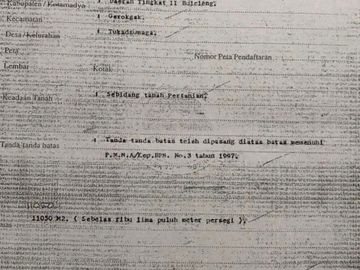 Kabupaten / Kotamadya : Daerah Tingkat II Buleleng.
Kecamatan : Gerokgak.
Desa / Kelurahan : Tukadsumaga.
Peta Nomor Peta Pendaftaran
Lembar Kotak
Keadaan Tanah : Sebidang tanah Pertanian.
Tanda-tanda batas : Tanda-tanda batas telah dipasang diatas batas memenuhi
P.M.N.A/Kep.BPN. No.3 tahun 1997.
11050 M2. ( Sebelas ribu lima puluh meter persegi ).